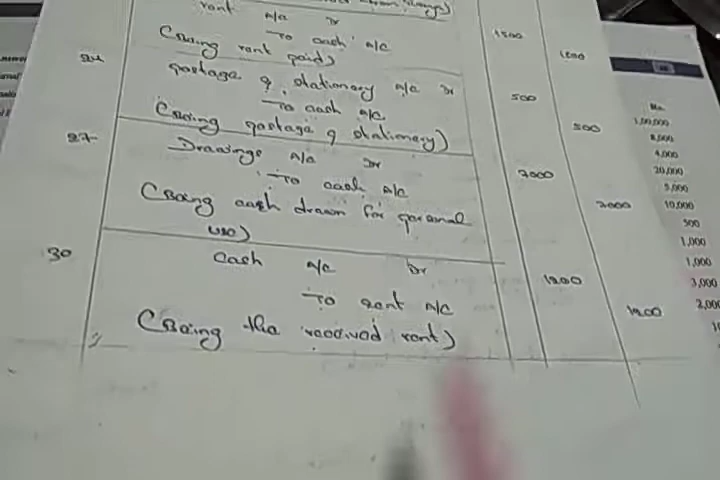 rent a/c Dr
To cash a/c 1500
(Being rent paid) 1500
24 postage & stationary a/c Dr 500
To cash a/c 500
(Being postage & stationary)
27 Drawings a/c Dr 7000
To cash a/c 7000
(Being cash drawn for personal
use)
30 cash a/c Dr 1200
To rent a/c 1200
(Being the received rent)
1,00,000
8,500
4,000
20,000
5,000
10,000
500
1,000
1,000
3,000
2,000